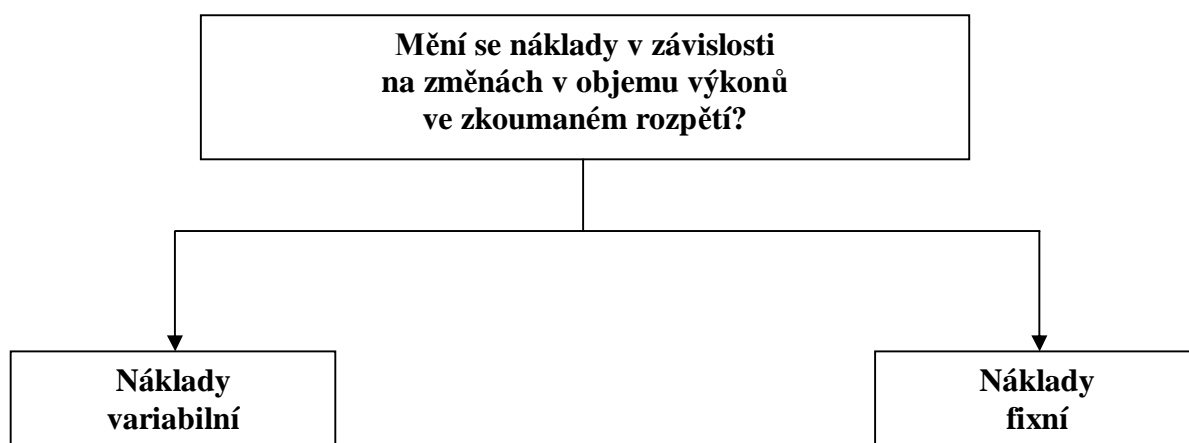 Mění se náklady v závislosti
na změnách v objemu výkonů
ve zkoumaném rozpětí?
Náklady
variabilní
Náklady
fixní